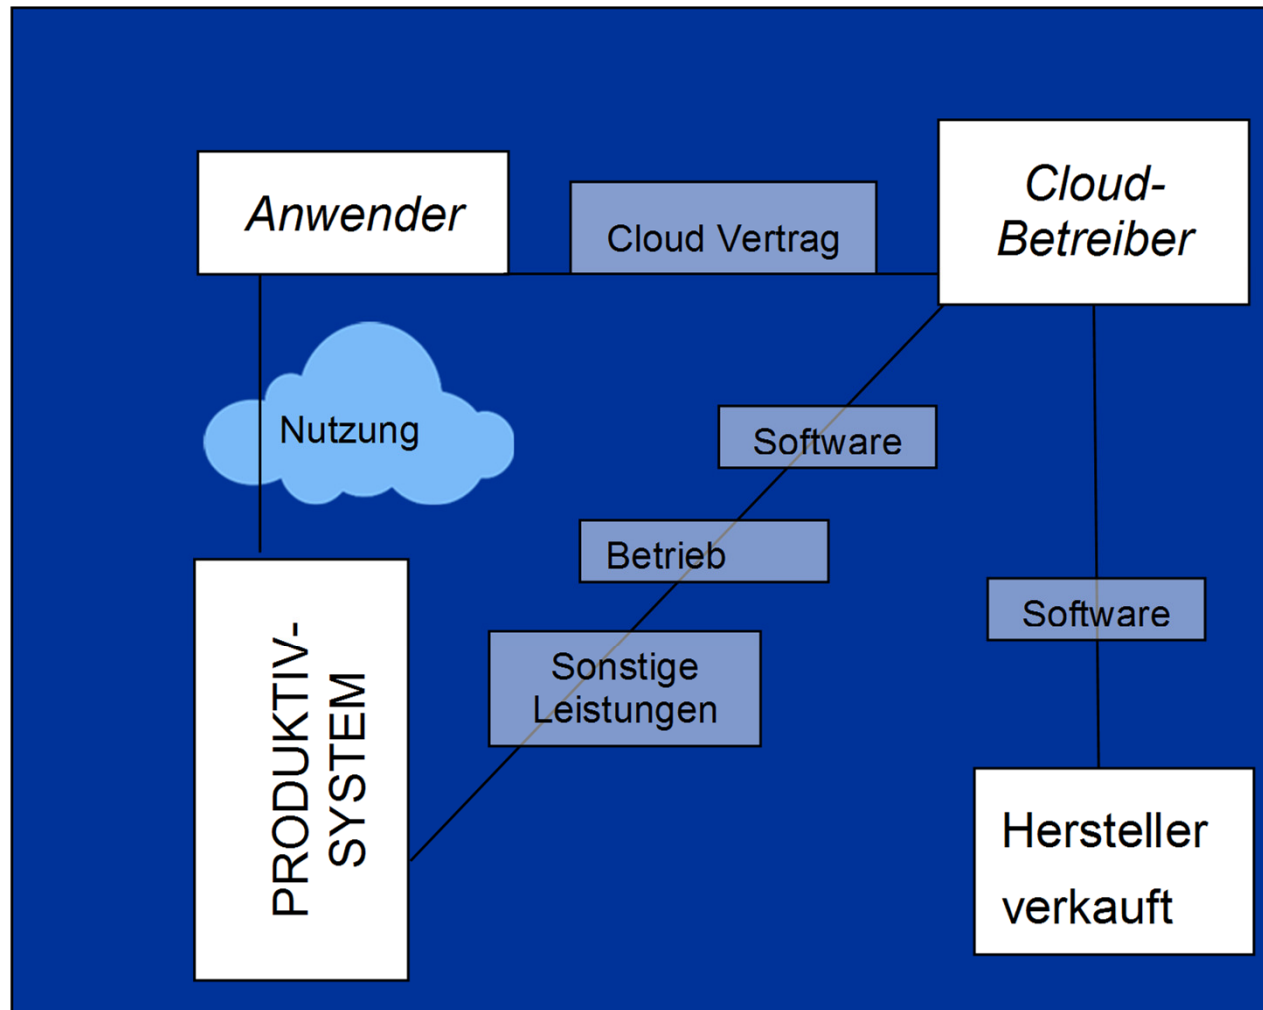 Anwender
Cloud Vertrag
Cloud-
Betreiber
Nutzung
Software
Betrieb
Sonstige
Leistungen
Software
PRODUKTIV-
SYSTEM
Hersteller
verkauft